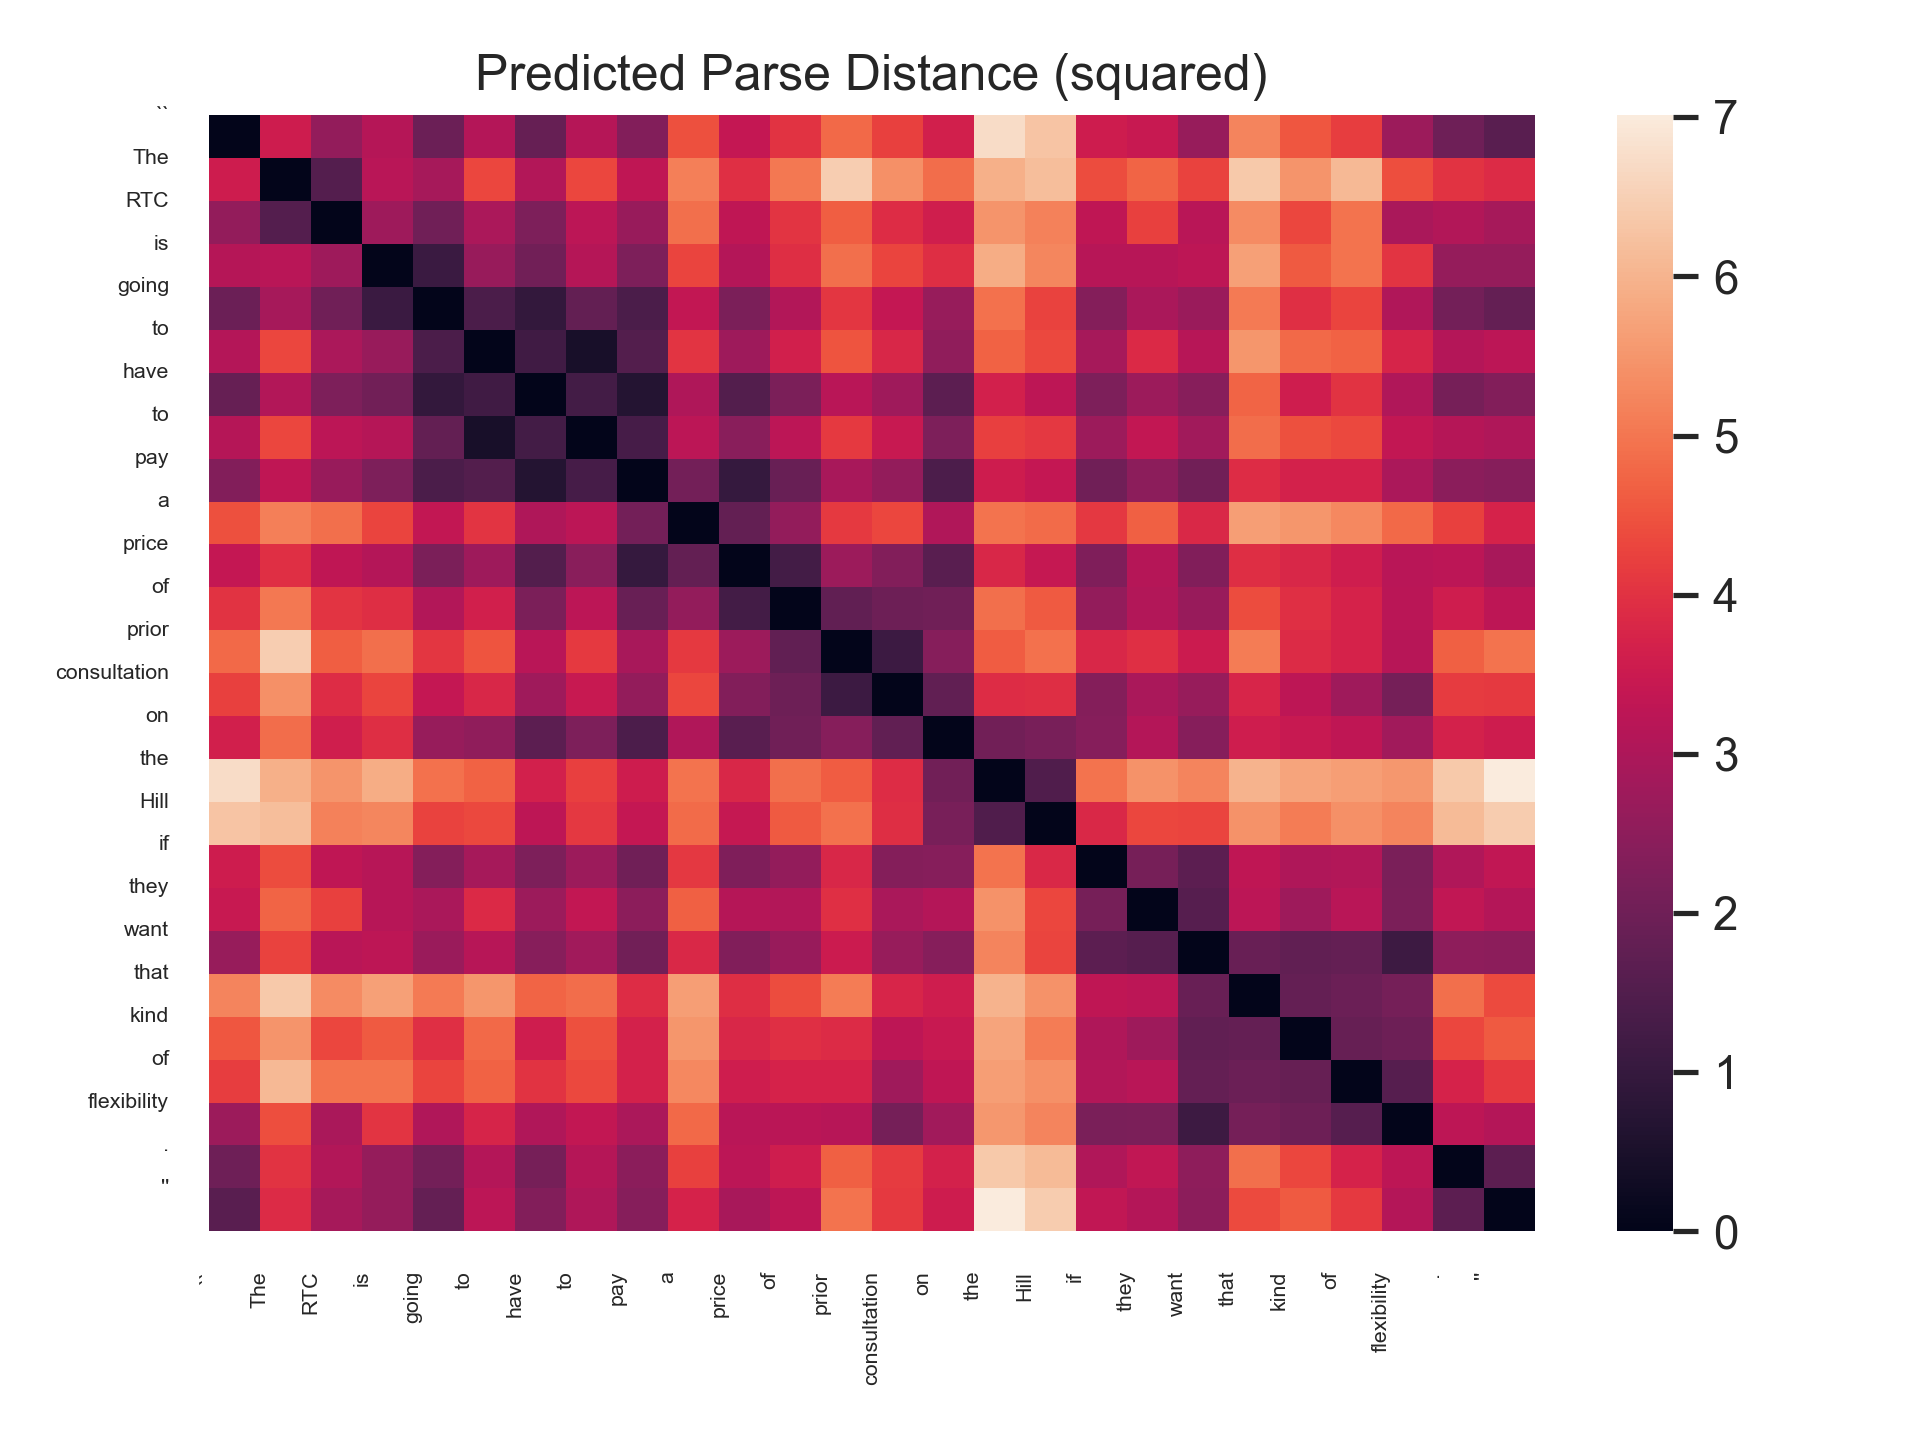 Predicted Parse Distance (squared)
``
The
RTC
is
going
to
have
to
pay
a
price
of
prior
consultation
on
the
Hill
if
they
want
that
kind
of
flexibility
.
''
7
6
5
4
3
2
1
0
`` The RTC is going to have to pay a price of prior consultation on the Hill if they want that kind of flexibility . ''